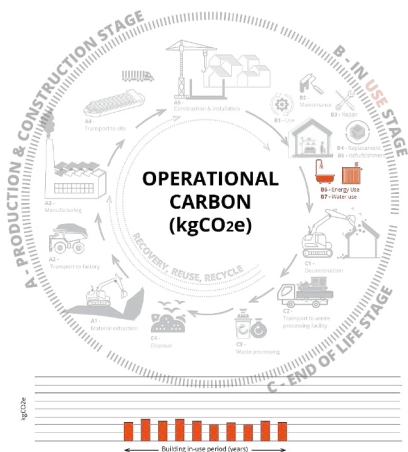 A - PRODUCTION & CONSTRUCTION STAGE
B - IN USE STAGE
A5 -
Construction & installation
A4 -
Transport to site
B1 - Use
B2 -
Maintenance
B3 - Repair
B4 - Replacement
B5 - Refurbishment
B6 - Energy Use
B7 - Water use
OPERATIONAL
CARBON
(kgCO2e)
A3 -
Manufacturing
A2 -
Transport to factory
RECOVERY, REUSE, RECYCLE
C1 -
Deconstruction
A1 -
Material extraction
C4 -
Disposal
C3 -
Waste processing
C2 -
Transport to waste
processing facility
C - END OF LIFE STAGE
kgCO2e
Building in-use period (years)